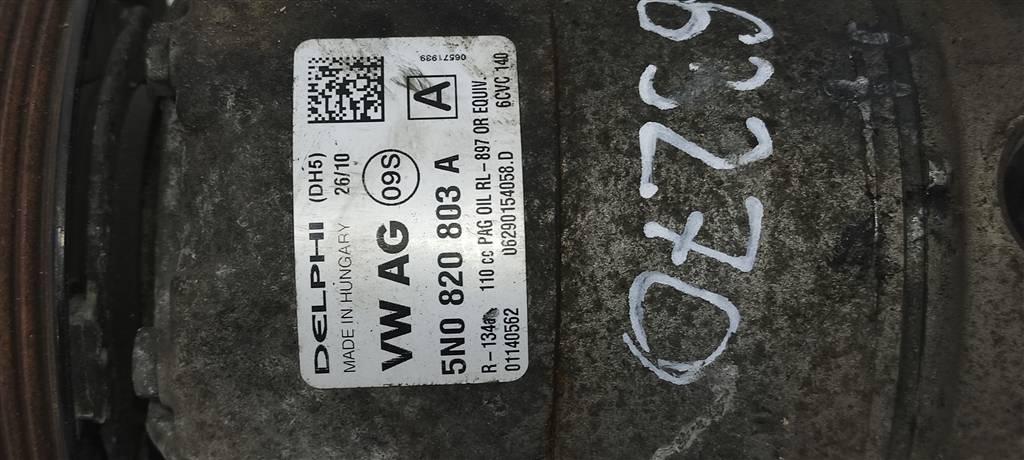 DELPHI (DH5)
MADE IN HUNGARY 26/10
VW AG 09S A
06571939
5N0 820 803 A
R-134a 110 cc PAG OIL RL-897 OR EQUIV
01140562 U6290154058.D 6CVC 140
63270